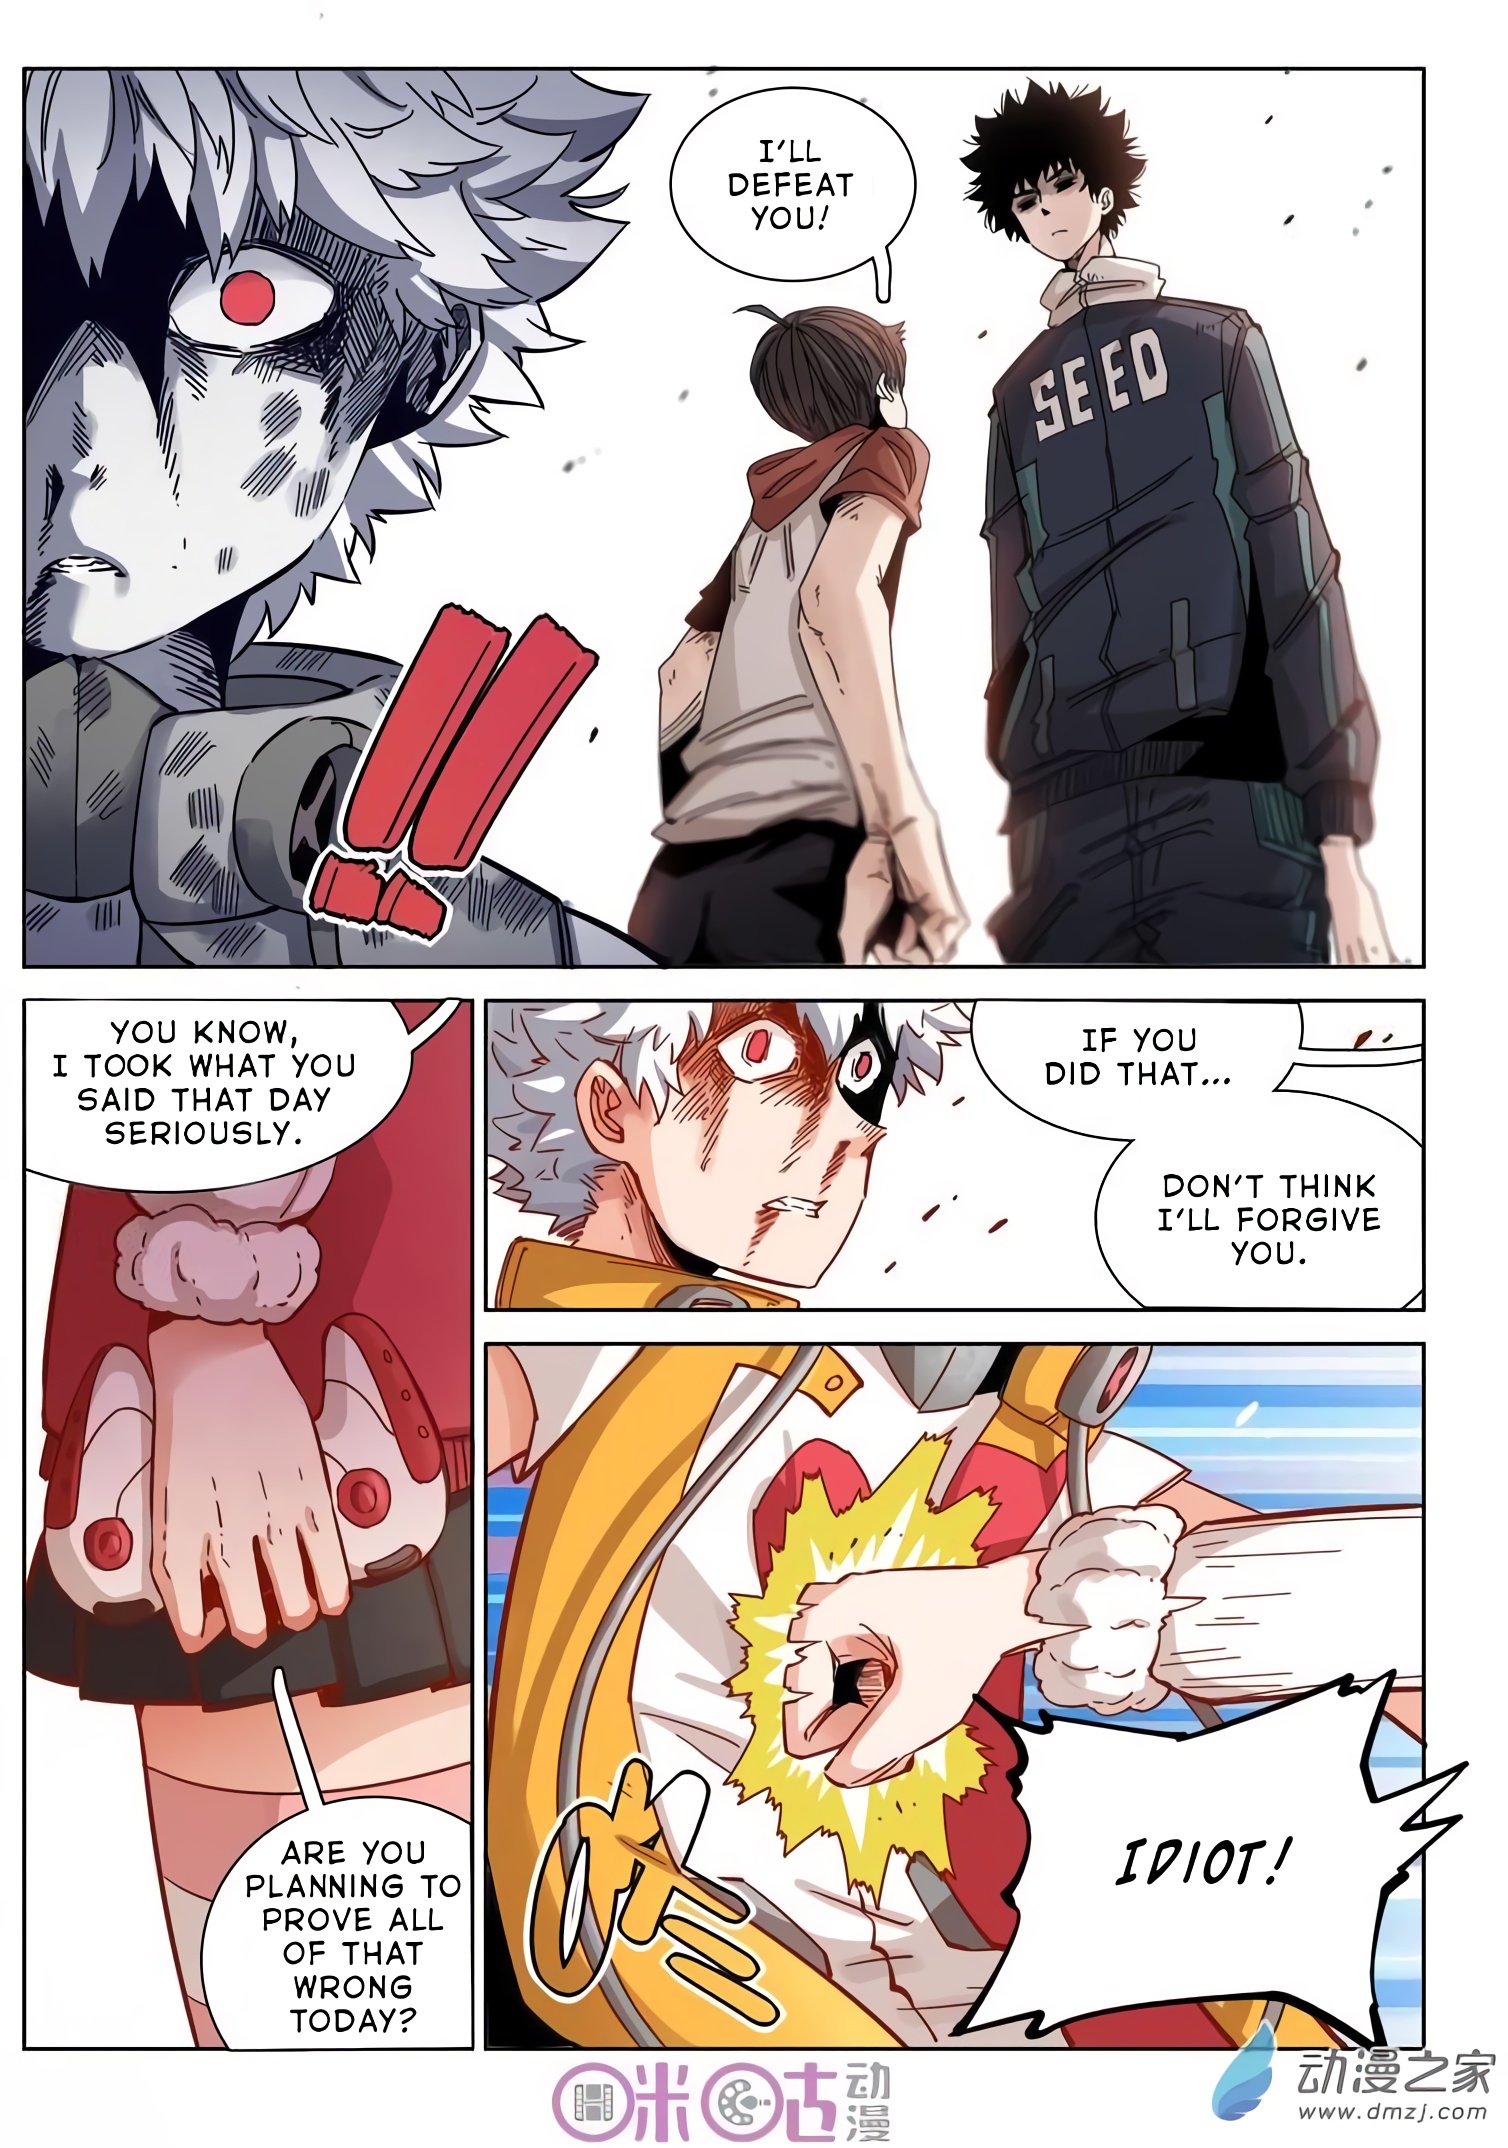 I'LL
DEFEAT
YOU!
SEED
YOU KNOW,
I TOOK WHAT YOU
SAID THAT DAY
SERIOUSLY.
ARE YOU
PLANNING TO
PROVE ALL
OF THAT
WRONG
TODAY?
IF YOU
DID THAT...
DON'T THINK
I'LL FORGIVE
YOU.
IDIOT!
咪咕动漫
动漫之家
www.dmzj.com